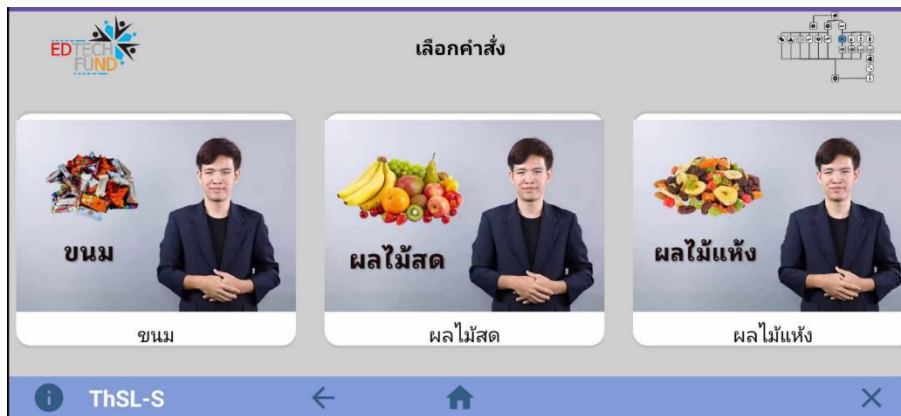 EDTECH
FUND
เลือกคำสั่ง
ขนม
ผลไม้สด
ผลไม้แห้ง
ขนม
ผลไม้สด
ผลไม้แห้ง
ThSL-S